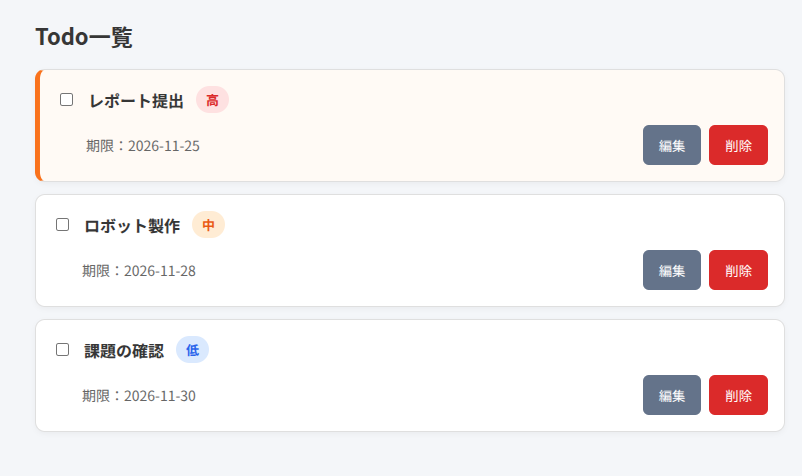 Todo一覧
レポート提出 高
期限：2026-11-25 編集 削除
ロボット製作 中
期限：2026-11-28 編集 削除
課題の確認 低
期限：2026-11-30 編集 削除